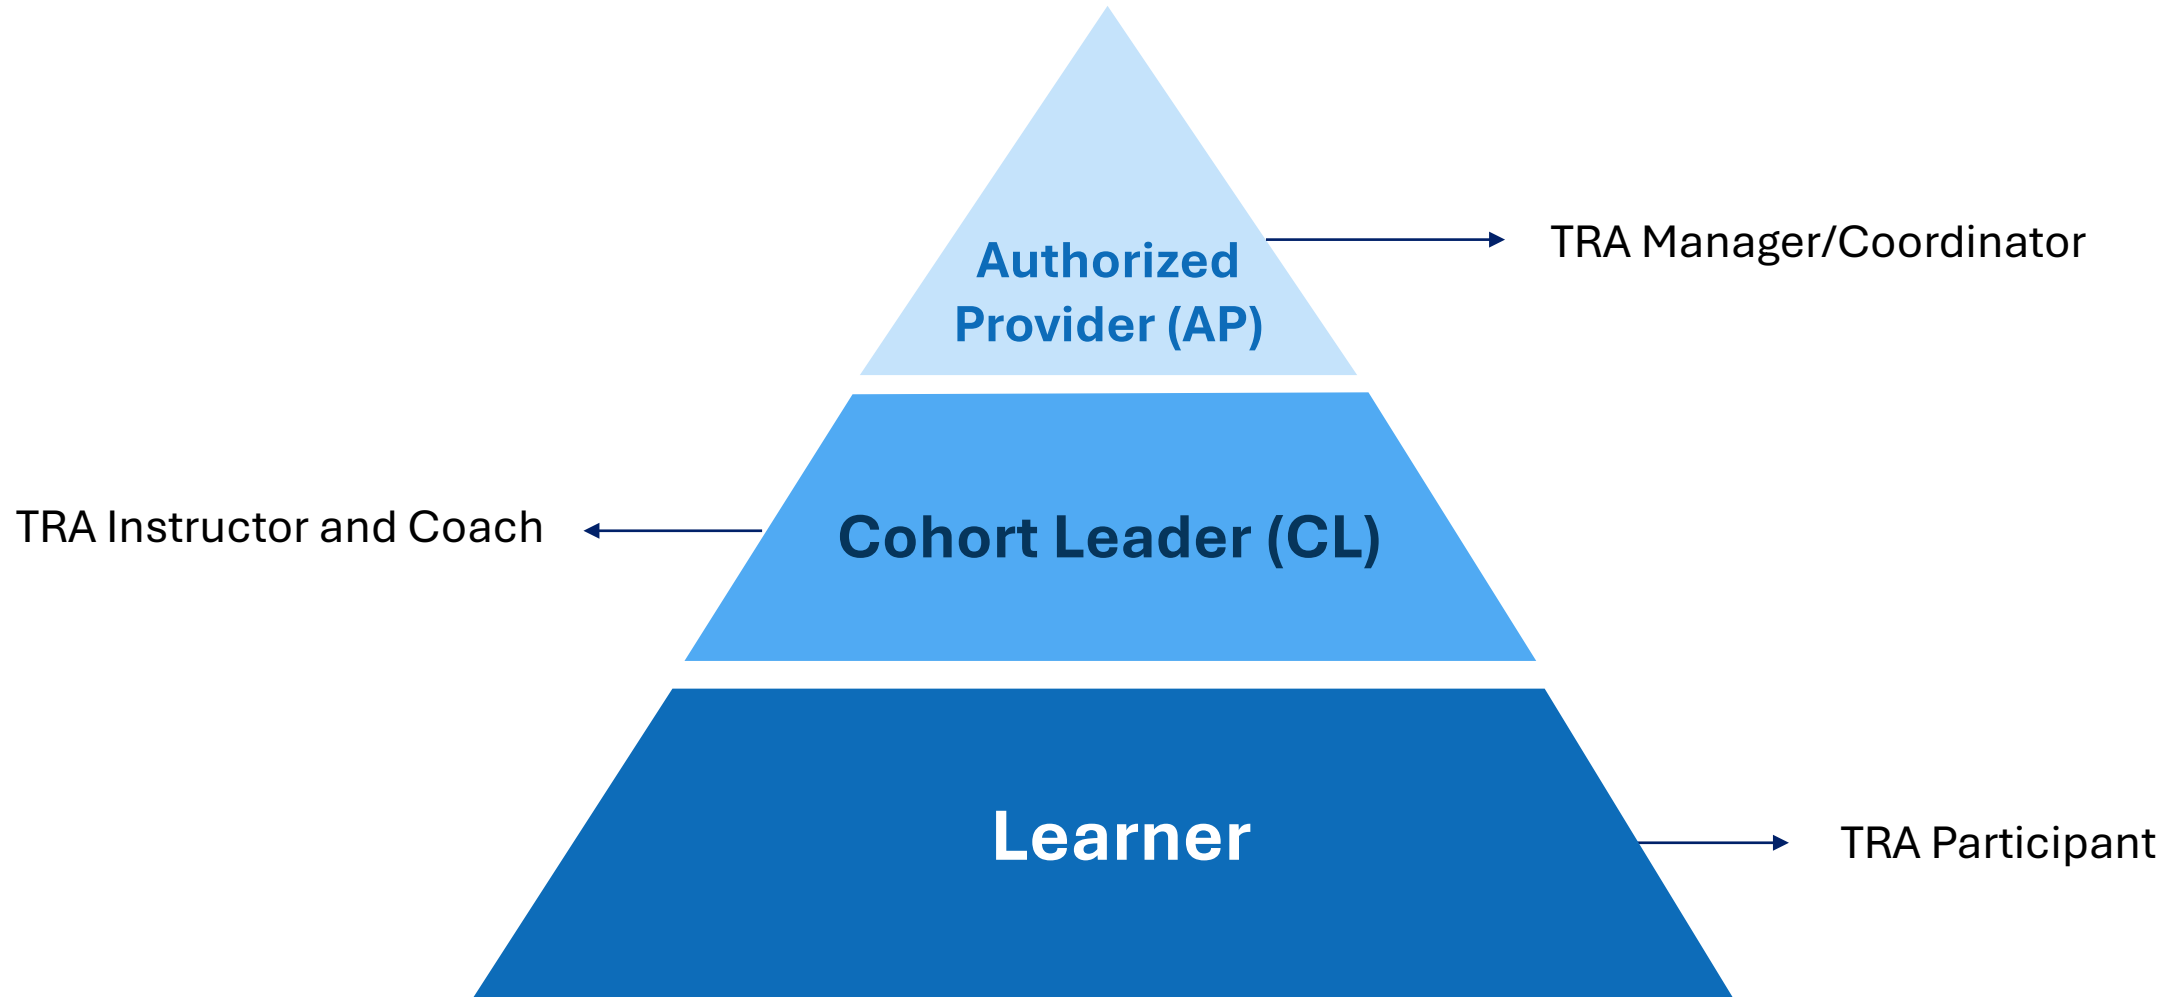 Authorized
Provider (AP)
TRA Manager/Coordinator
TRA Instructor and Coach
Cohort Leader (CL)
Learner
TRA Participant